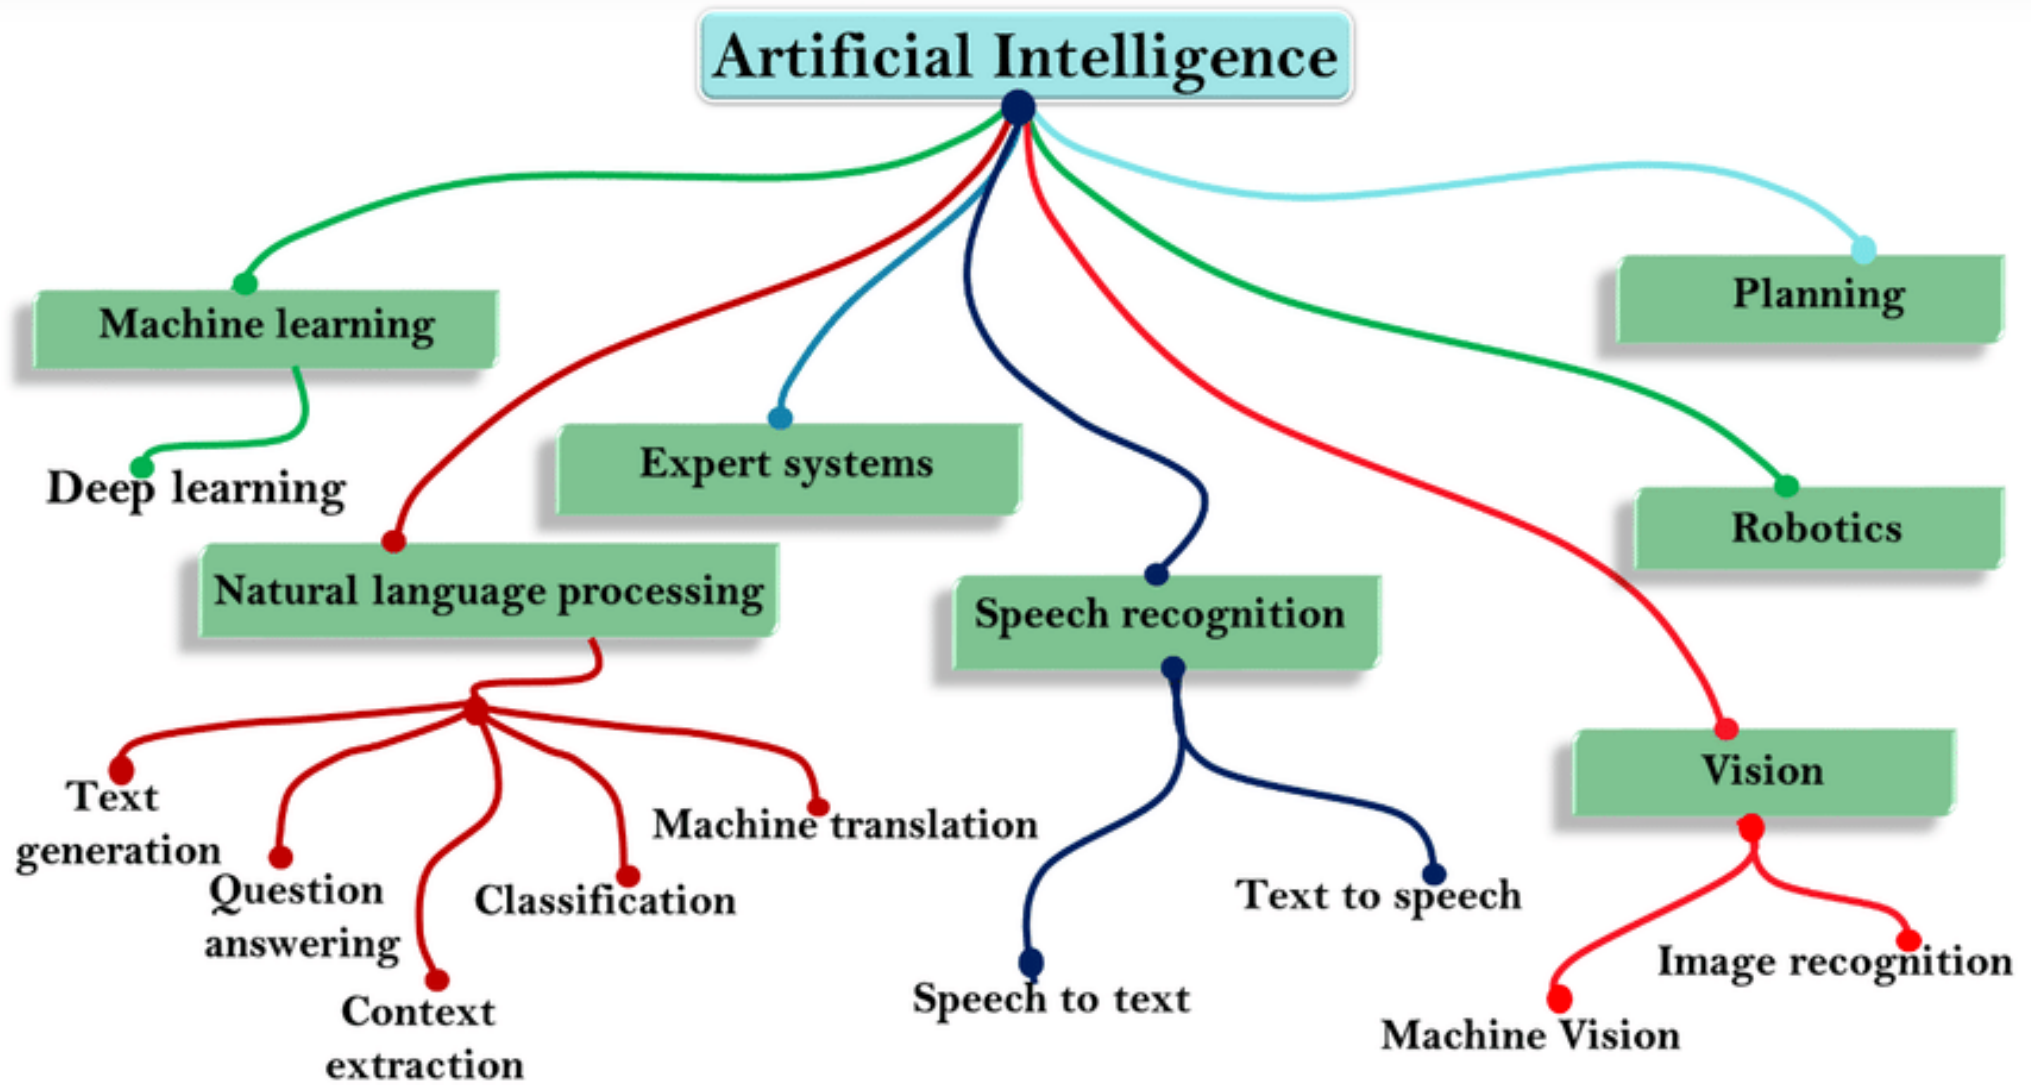 Artificial Intelligence
Machine learning
Planning
Deep learning
Expert systems
Robotics
Natural language processing
Speech recognition
Vision
Text
generation
Question
answering
Context
extraction
Classification
Machine translation
Speech to text
Text to speech
Machine Vision
Image recognition